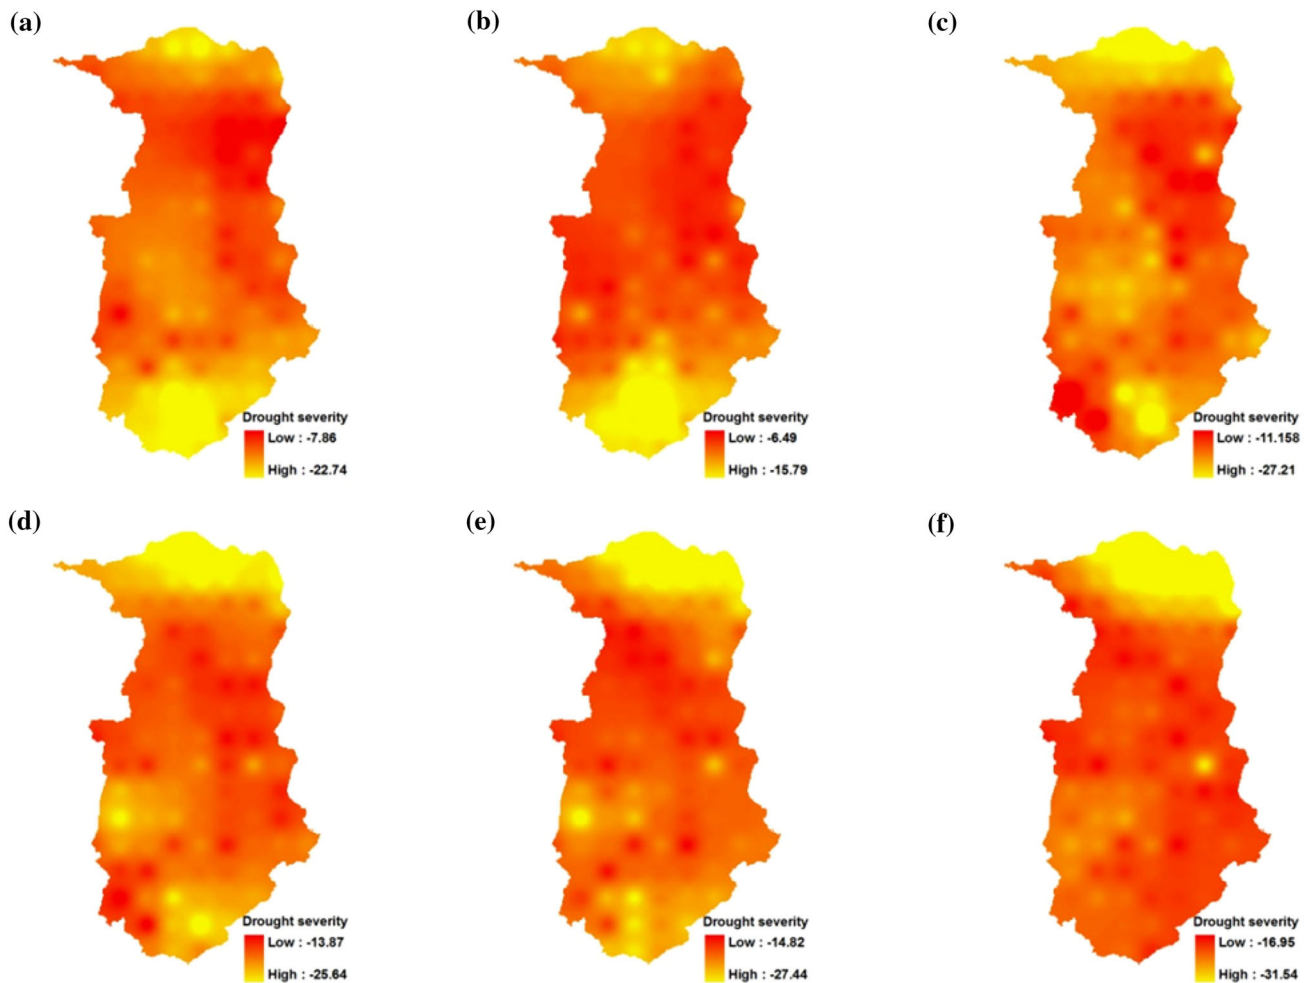 (a)
Drought severity
Low : -7.86
High : -22.74
(b)
Drought severity
Low : -6.49
High : -15.79
(c)
Drought severity
Low : -11.158
High : -27.21
(d)
Drought severity
Low : -13.87
High : -25.64
(e)
Drought severity
Low : -14.82
High : -27.44
(f)
Drought severity
Low : -16.95
High : -31.54